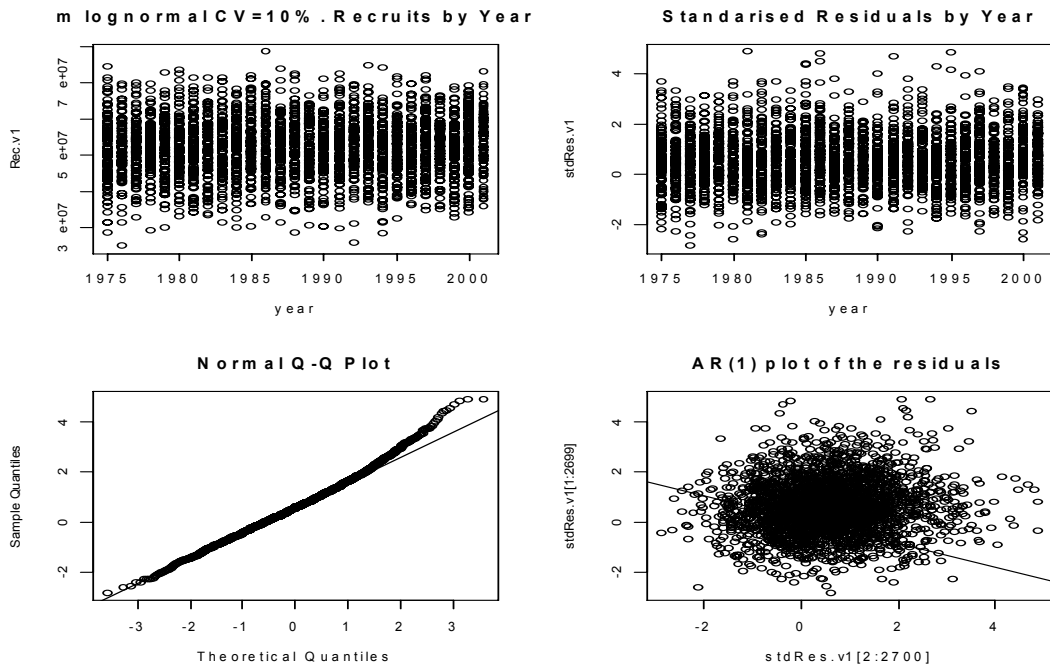 m lognormal CV=10% . Recruits by Year
Rec.v1
3 e+07 5 e+07 7 e+07
1975 1980 1985 1990 1995 2000
year
Standarised Residuals by Year
stdRes.v1
-2 0 2 4
1975 1980 1985 1990 1995 2000
year
Normal Q-Q Plot
Sample Quantiles
-2 0 2 4
-3 -2 -1 0 1 2 3
Theoretical Quantiles
AR(1) plot of the residuals
stdRes.v1[1:2699]
-2 0 2 4
-2 0 2 4
stdRes.v1[2:2700]